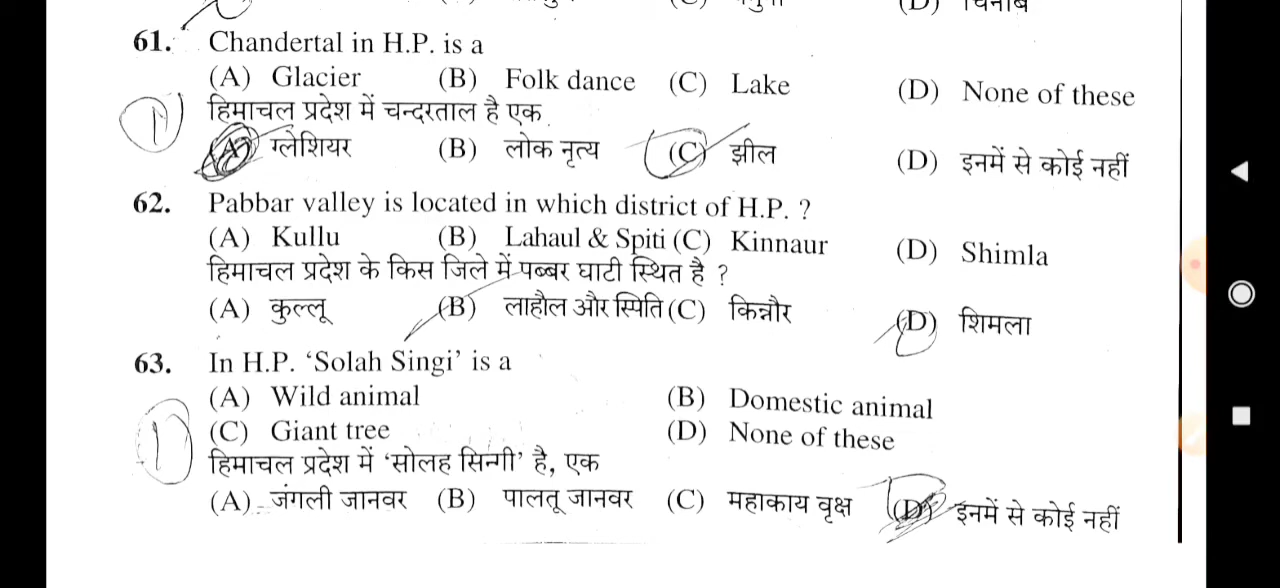 (D) चिनाब
61. Chandertal in H.P. is a
(A) Glacier (B) Folk dance (C) Lake (D) None of these
हिमाचल प्रदेश में चन्दरताल है एक
(A) ग्लेशियर (B) लोक नृत्य (C) झील (D) इनमें से कोई नहीं
62. Pabbar valley is located in which district of H.P. ?
(A) Kullu (B) Lahaul & Spiti (C) Kinnaur (D) Shimla
हिमाचल प्रदेश के किस जिले में पब्बर घाटी स्थित है ?
(A) कुल्लू (B) लाहौल और स्पिति (C) किन्नौर (D) शिमला
63. In H.P. ‘Solah Singi’ is a
(A) Wild animal (B) Domestic animal
(C) Giant tree (D) None of these
हिमाचल प्रदेश में ‘सोलह सिन्गी’ है, एक
(A) जंगली जानवर (B) पालतू जानवर (C) महाकाय वृक्ष (D) इनमें से कोई नहीं